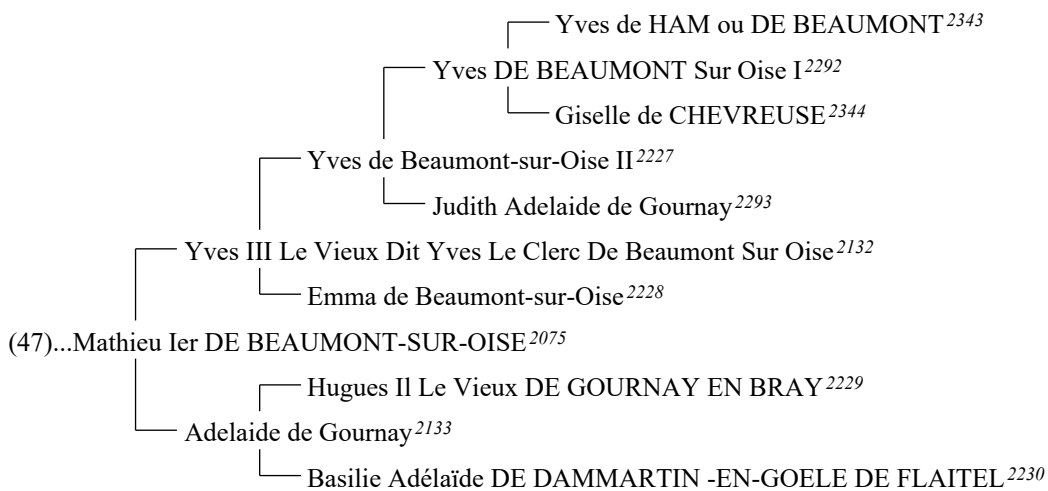 Yves de HAM ou DE BEAUMONT2343
Yves DE BEAUMONT Sur Oise I2292
Giselle de CHEVREUSE2344
Yves de Beaumont-sur-Oise II2227
Judith Adelaide de Gournay2293
Yves III Le Vieux Dit Yves Le Clerc De Beaumont Sur Oise2132
Emma de Beaumont-sur-Oise2228
(47)...Mathieu Ier DE BEAUMONT-SUR-OISE2075
Hugues Il Le Vieux DE GOURNAY EN BRAY2229
Adelaide de Gournay2133
Basilie Adélaïde DE DAMMARTIN -EN-GOELE DE FLAITEL2230